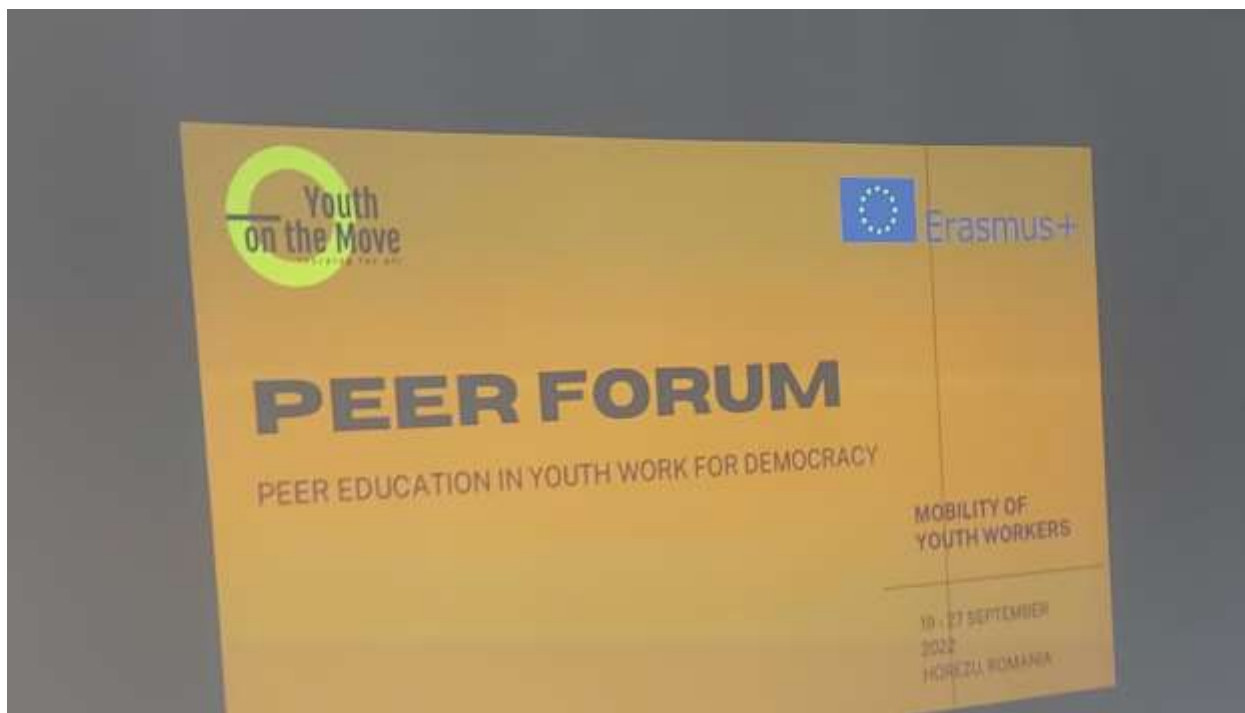 Youth
on the Move
Erasmus+
PEER FORUM
PEER EDUCATION IN YOUTH WORK FOR DEMOCRACY
MOBILITY OF
YOUTH WORKERS
19 - 27 SEPTEMBER
2022
HOREZU, ROMANIA